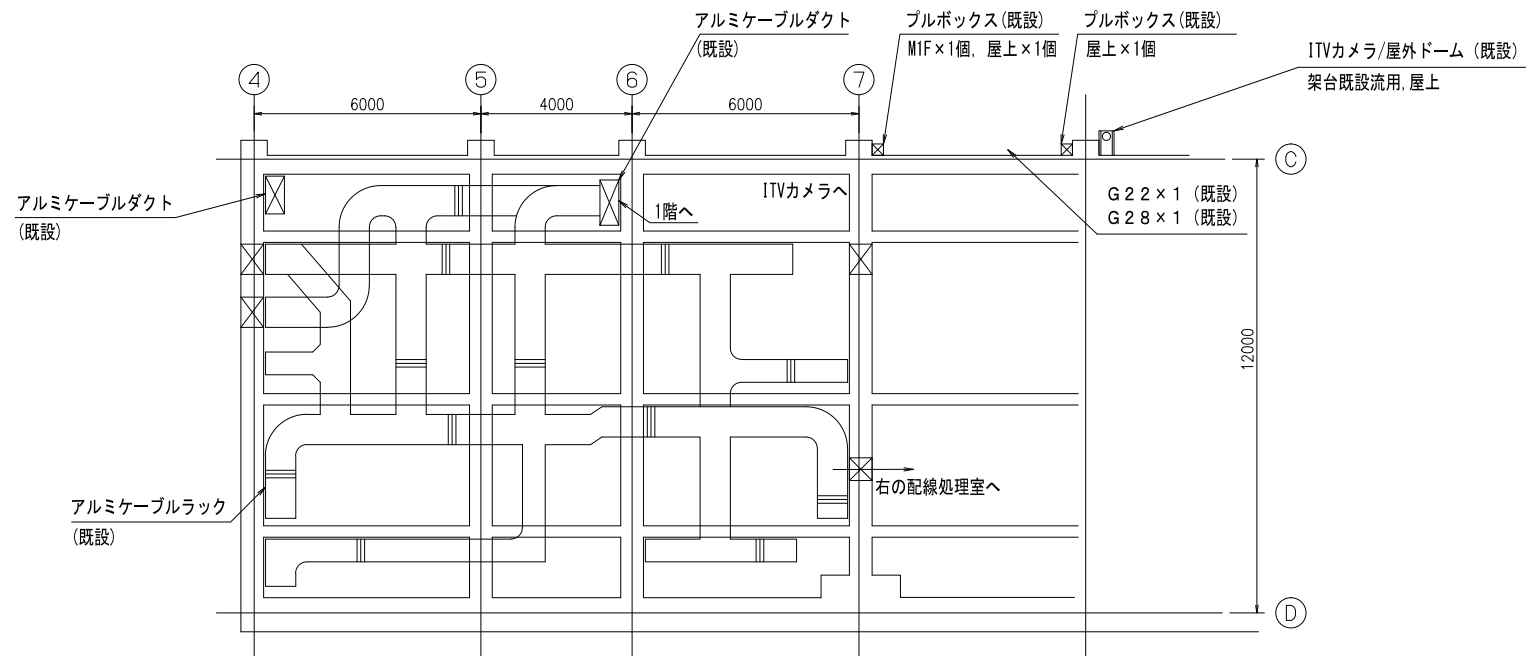 アルミケーブルダクト
(既設)
プルボックス(既設)
M1F×1個, 屋上×1個
プルボックス(既設)
屋上×1個
ITVカメラ/屋外ドーム (既設)
架台既設流用, 屋上
4
5
6
7
6000
4000
6000
C
アルミケーブルダクト
(既設)
1階へ
ITVカメラへ
G22×1 (既設)
G28×1 (既設)
12000
右の配線処理室へ
アルミケーブルラック
(既設)
D